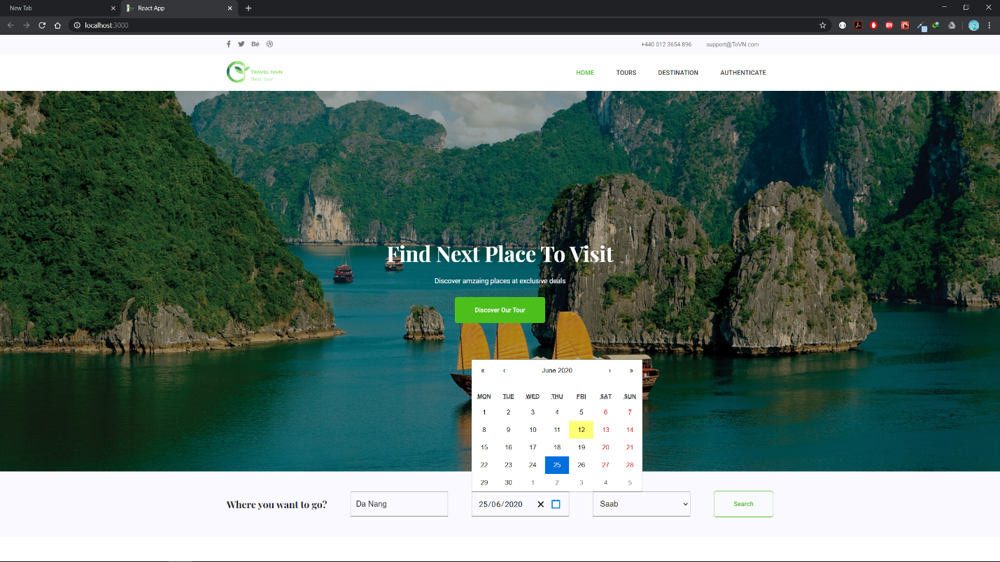 New Tab
React App
localhost:3000
+440 012 3654 896 support@ToVN.com
TRAVEL ToVN
Best Tour
HOME TOURS DESTINATION AUTHENTICATE
Find Next Place To Visit
Discover amzaing places at exclusive deals
Discover Our Tour
« ‹ June 2020 › »
MON TUE WED THU FRI SAT SUN
1 2 3 4 5 6 7
8 9 10 11 12 13 14
15 16 17 18 19 20 21
22 23 24 25 26 27 28
29 30 1 2 3 4 5
Where you want to go? Da Nang 25/06/2020 Saab Search